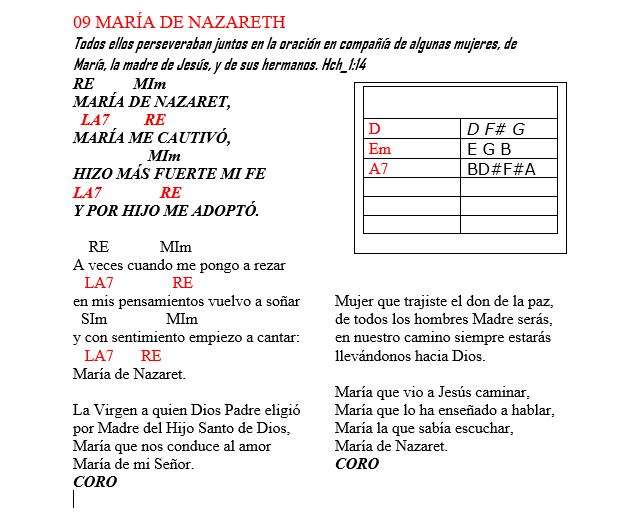 09 MARÍA DE NAZARETH
Todos ellos perseveraban juntos en la oración en compañía de algunas mujeres, de
María, la madre de Jesús, y de sus hermanos. Hch_1:14
RE MIm
MARÍA DE NAZARET,
LA7 RE
MARÍA ME CAUTIVÓ,
MIm
HIZO MÁS FUERTE MI FE
LA7 RE
Y POR HIJO ME ADOPTÓ.
D D F# G
Em E G B
A7 BD#F#A
RE MIm
A veces cuando me pongo a rezar
LA7 RE
en mis pensamientos vuelvo a soñar
SIm MIm
y con sentimiento empiezo a cantar:
LA7 RE
María de Nazaret.
La Virgen a quien Dios Padre eligió
por Madre del Hijo Santo de Dios,
María que nos conduce al amor
María de mi Señor.
CORO
Mujer que trajiste el don de la paz,
de todos los hombres Madre serás,
en nuestro camino siempre estarás
llevándonos hacia Dios.
María que vio a Jesús caminar,
María que lo ha enseñado a hablar,
María la que sabía escuchar,
María de Nazaret.
CORO